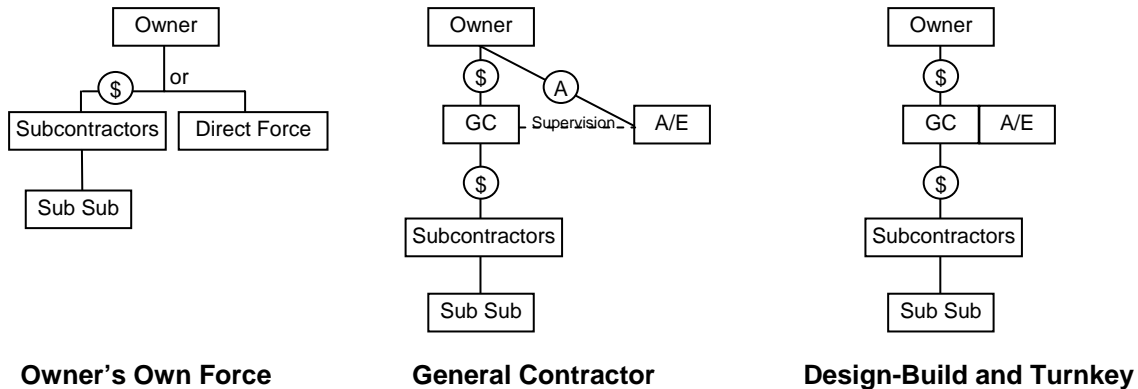 Owner
$
or
Subcontractors
Direct Force
Sub Sub
Owner's Own Force
Owner
$
A
GC
Supervision
A/E
$
Subcontractors
Sub Sub
General Contractor
Owner
$
GC
A/E
$
Subcontractors
Sub Sub
Design-Build and Turnkey